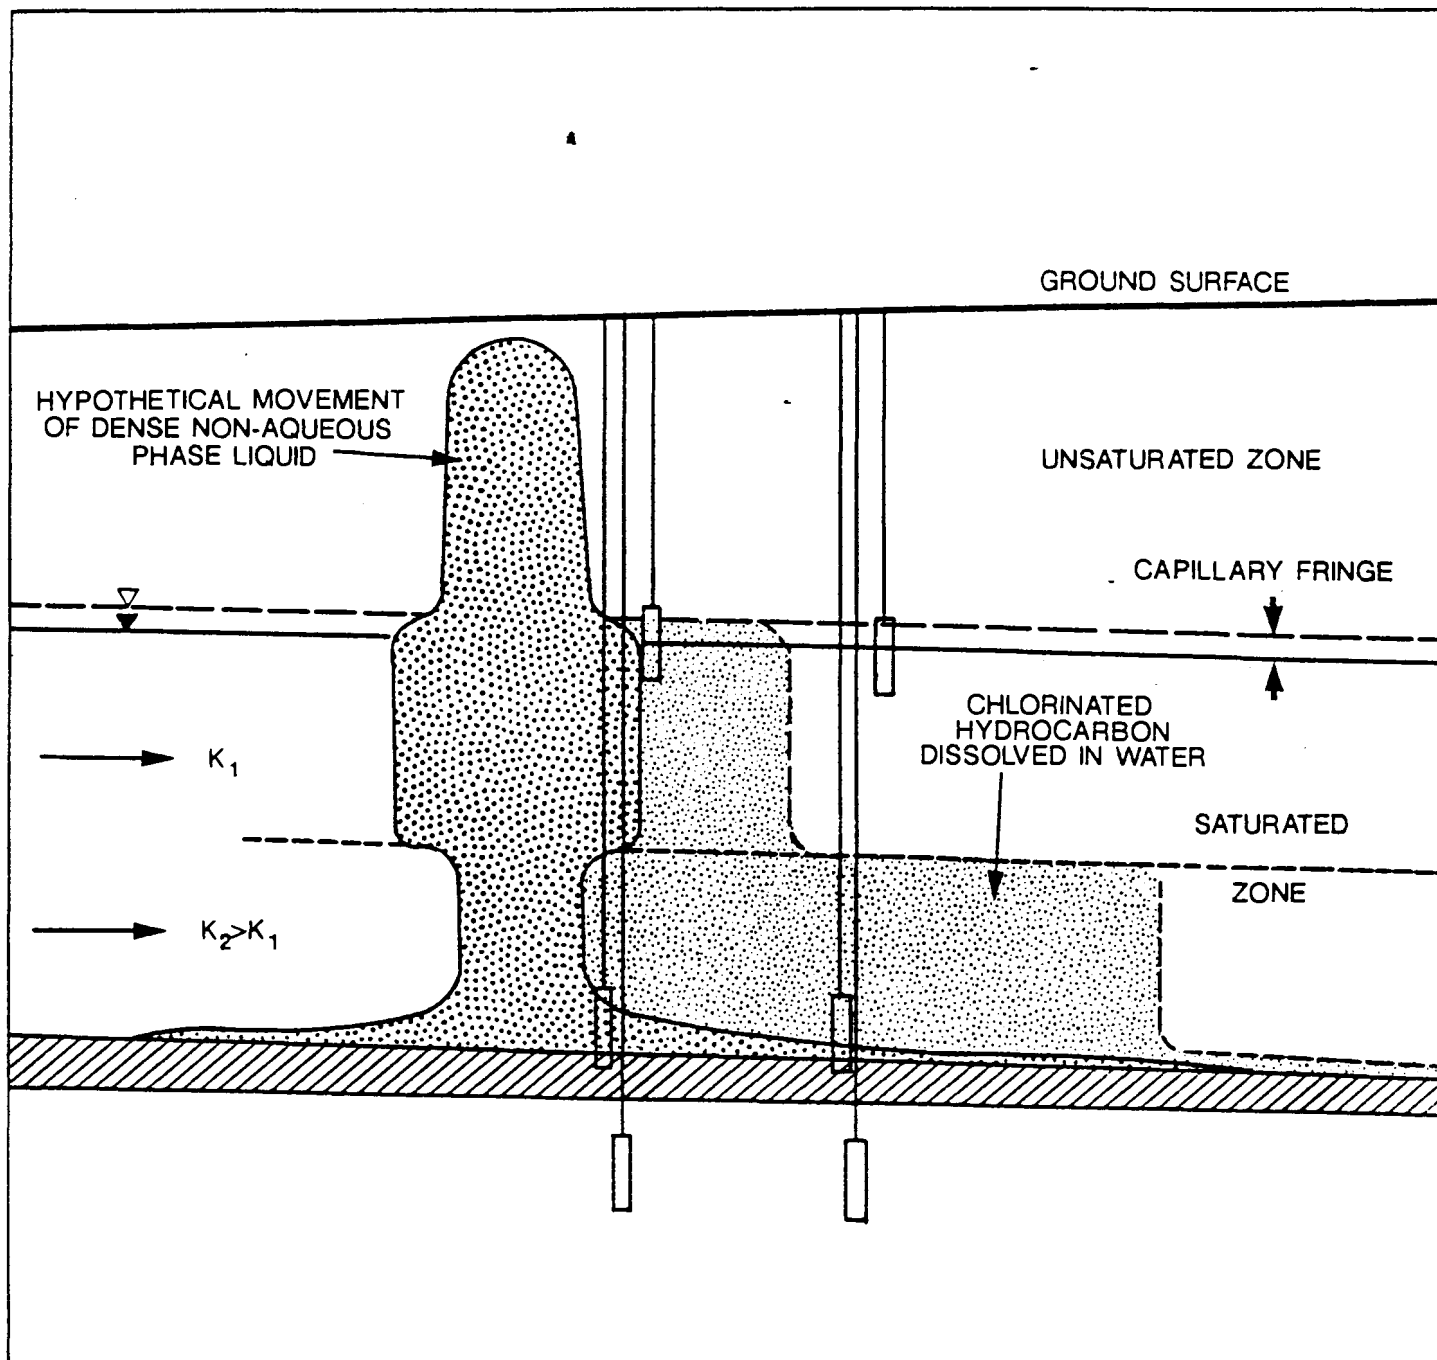 GROUND SURFACE
HYPOTHETICAL MOVEMENT
OF DENSE NON-AQUEOUS
PHASE LIQUID
UNSATURATED ZONE
CAPILLARY FRINGE
CHLORINATED
HYDROCARBON
DISSOLVED IN WATER
K₁
SATURATED
ZONE
K₂>K₁